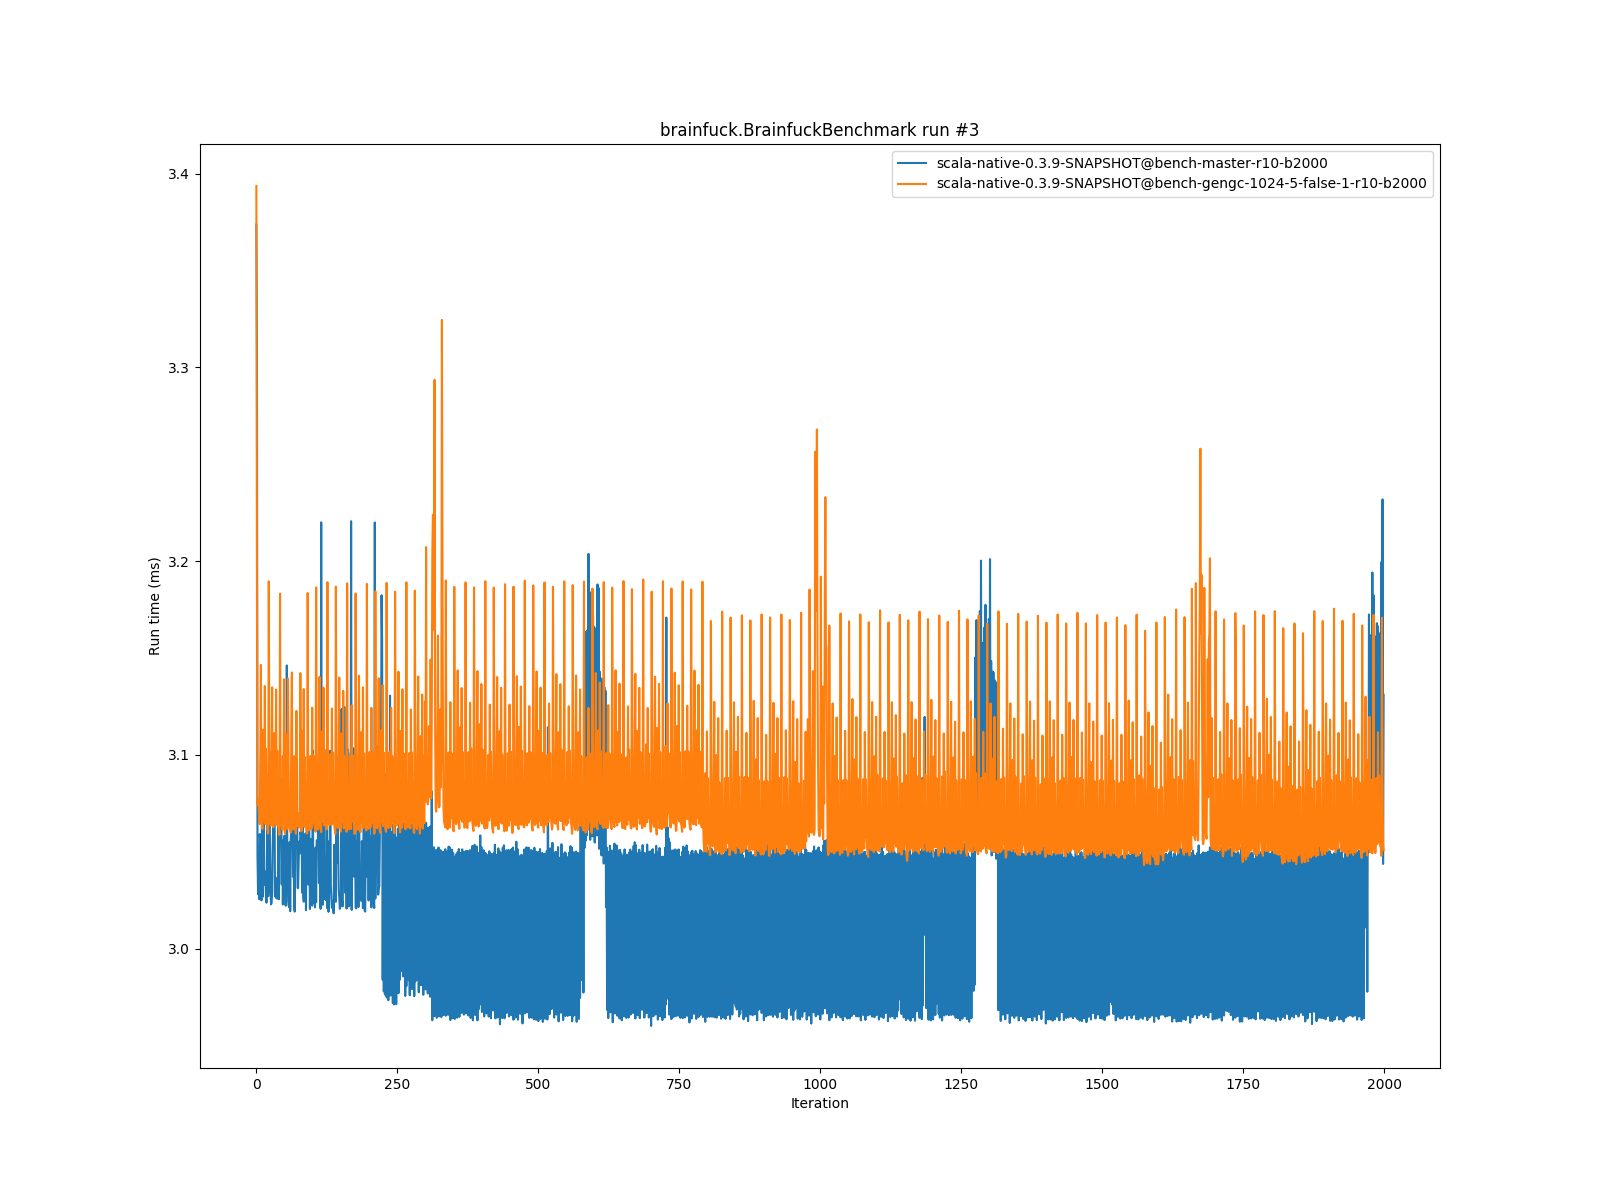 brainfuck.BrainfuckBenchmark run #3
scala-native-0.3.9-SNAPSHOT@bench-master-r10-b2000
scala-native-0.3.9-SNAPSHOT@bench-gengc-1024-5-false-1-r10-b2000
3.4
3.3
3.2
3.1
3.0
Run time (ms)
0 250 500 750 1000 1250 1500 1750 2000
Iteration